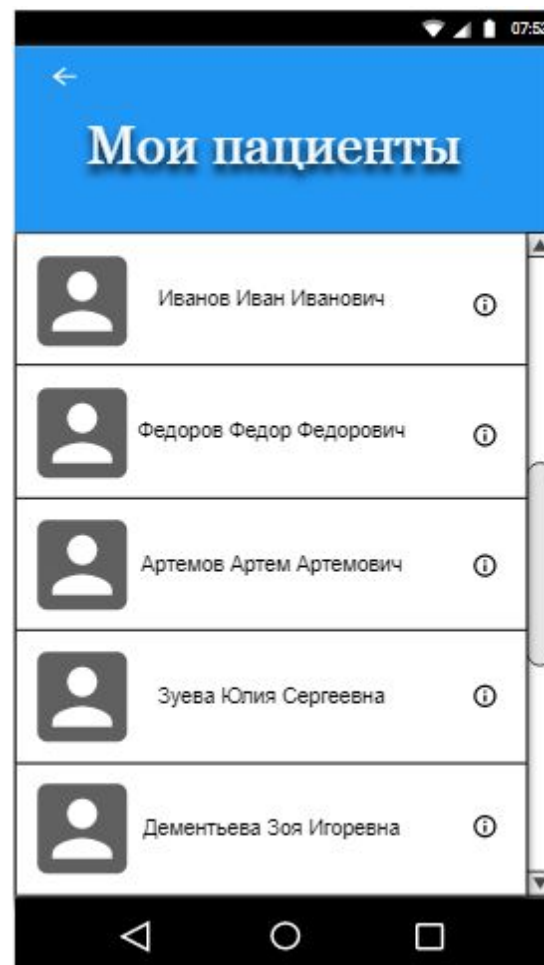 07:52
Мои пациенты
Иванов Иван Иванович
Федоров Федор Федорович
Артемов Артем Артемович
Зуева Юлия Сергеевна
Дементьева Зоя Игоревна